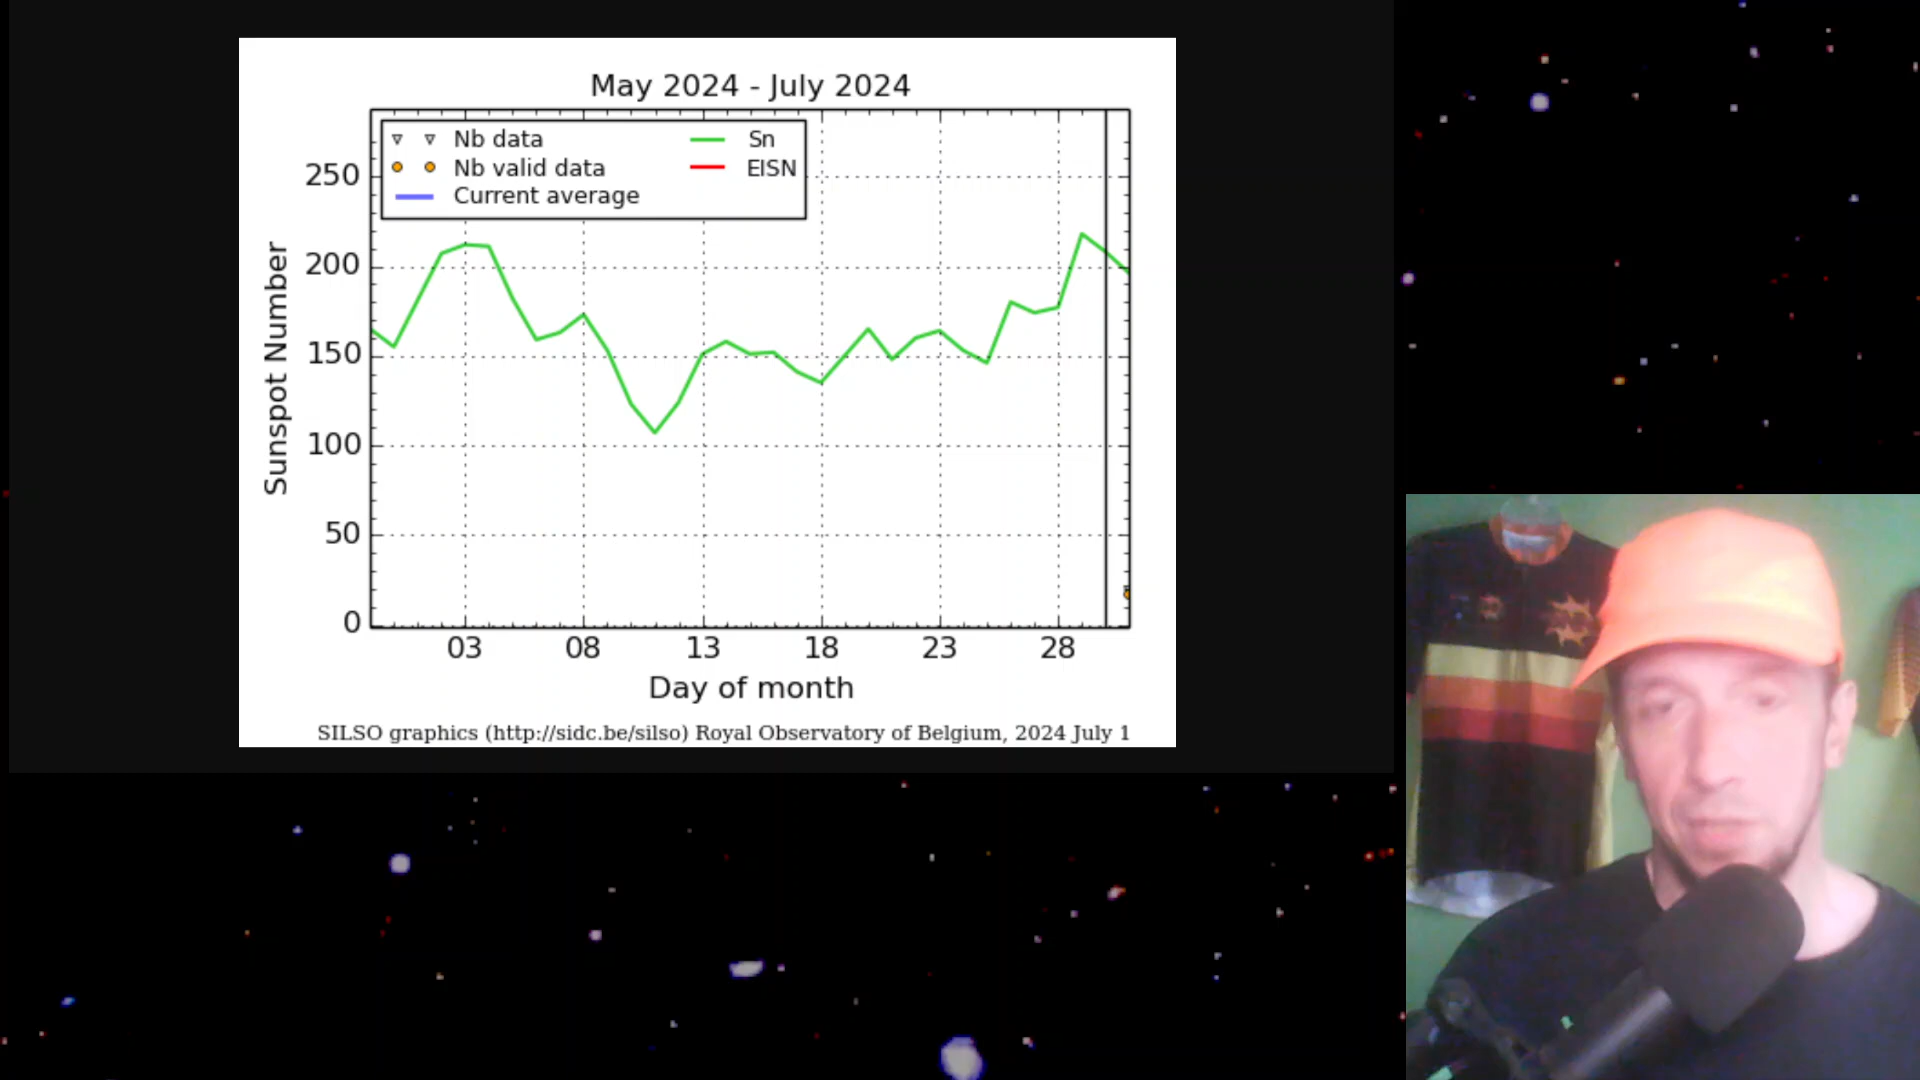 May 2024 - July 2024
Nb data
Nb valid data
Current average
Sn
EISN
Sunspot Number
250
200
150
100
50
0
03 08 13 18 23 28
Day of month
SILSO graphics (http://sidc.be/silso) Royal Observatory of Belgium, 2024 July 1